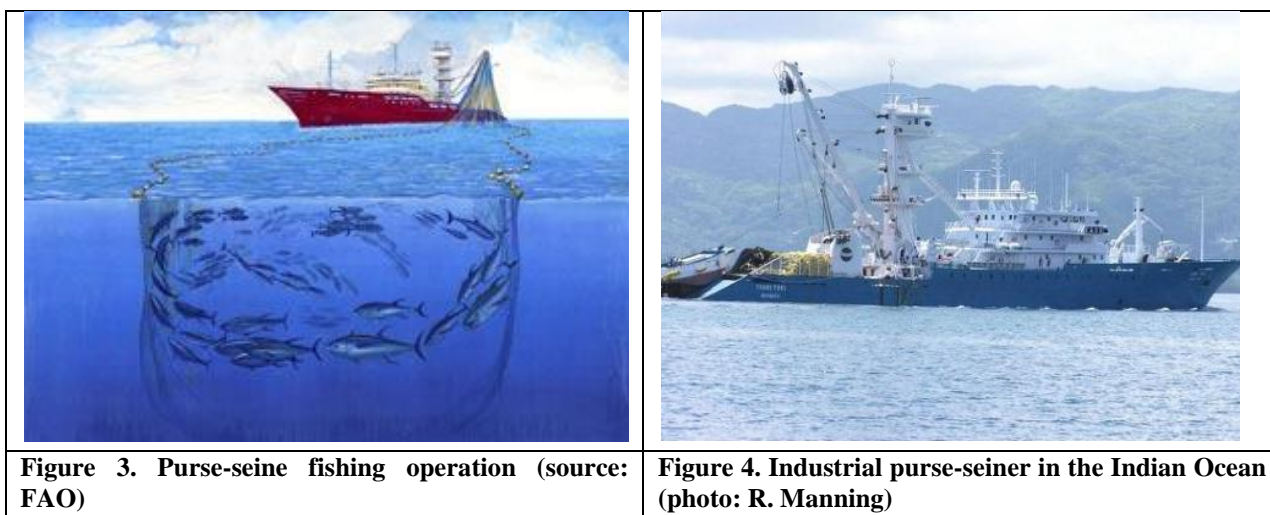 Figure 3. Purse-seine fishing operation (source:
FAO)
Figure 4. Industrial purse-seiner in the Indian Ocean
(photo: R. Manning)